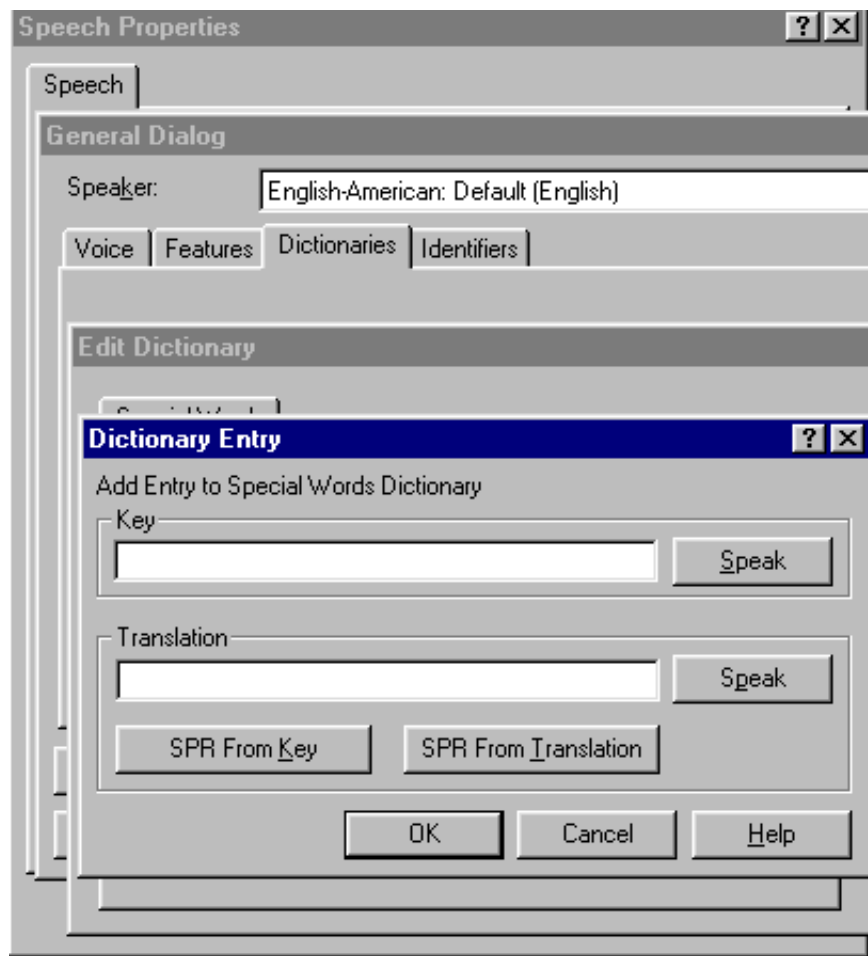 Speech Properties
Speech
General Dialog
Speaker:
English-American: Default (English)
Voice Features Dictionaries Identifiers
Edit Dictionary
Dictionary Entry
Add Entry to Special Words Dictionary
Key
Speak
Translation
Speak
SPR From Key SPR From Translation
OK Cancel Help